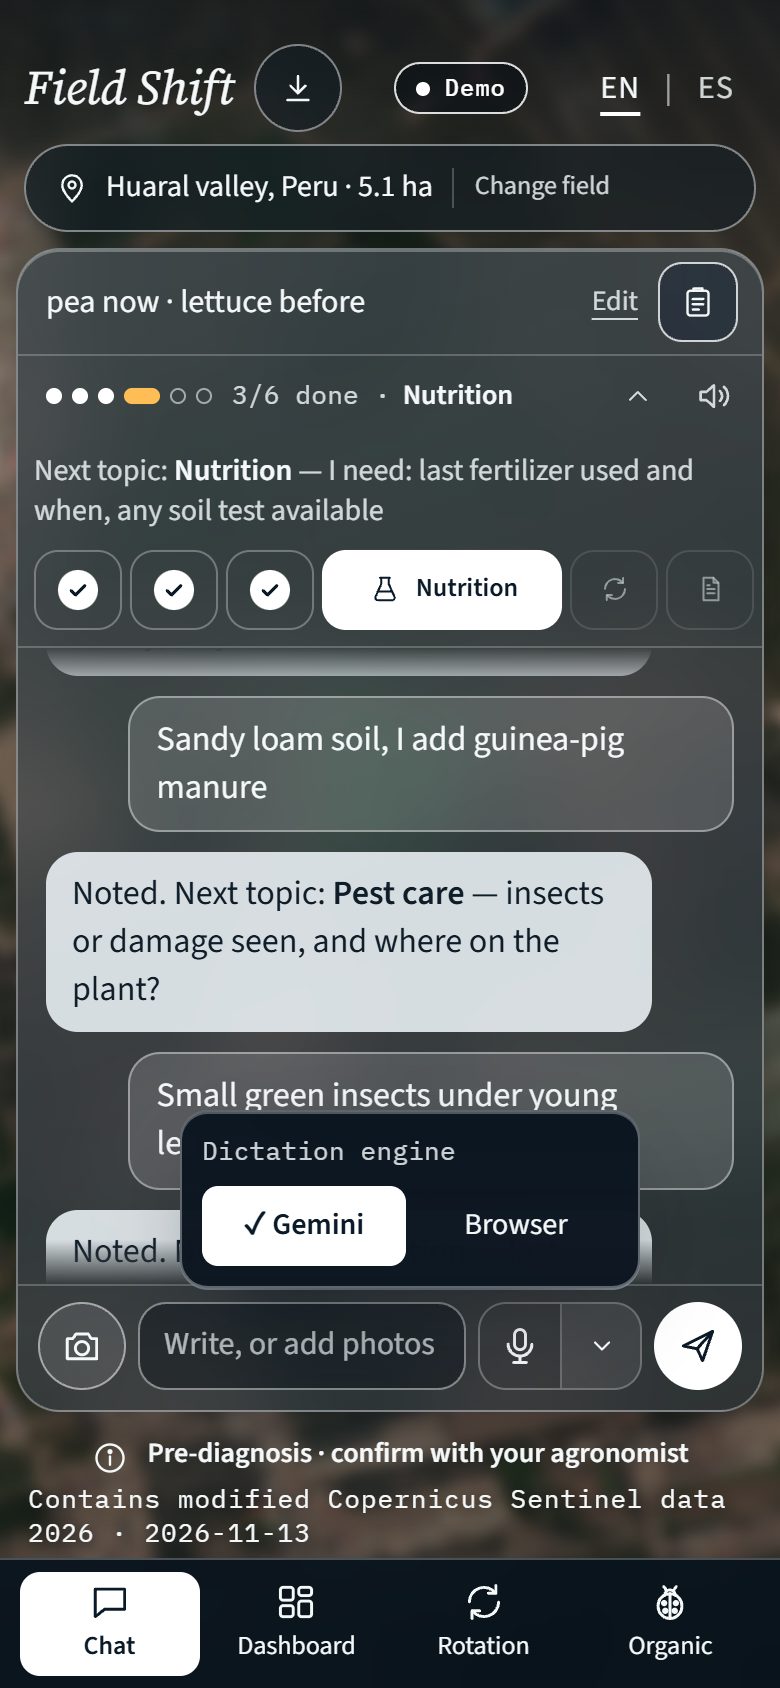 Field Shift
Demo
EN | ES
Huaral valley, Peru · 5.1 ha
Change field
pea now · lettuce before
Edit
3/6 done · Nutrition
Next topic: Nutrition — I need: last fertilizer used and
when, any soil test available
Nutrition
Sandy loam soil, I add guinea-pig
manure
Noted. Next topic: Pest care — insects
or damage seen, and where on the
plant?
Small green insects under young
Dictation engine
✓ Gemini
Browser
Noted.
Write, or add photos
Pre-diagnosis · confirm with your agronomist
Contains modified Copernicus Sentinel data
2026 · 2026-11-13
Chat
Dashboard
Rotation
Organic